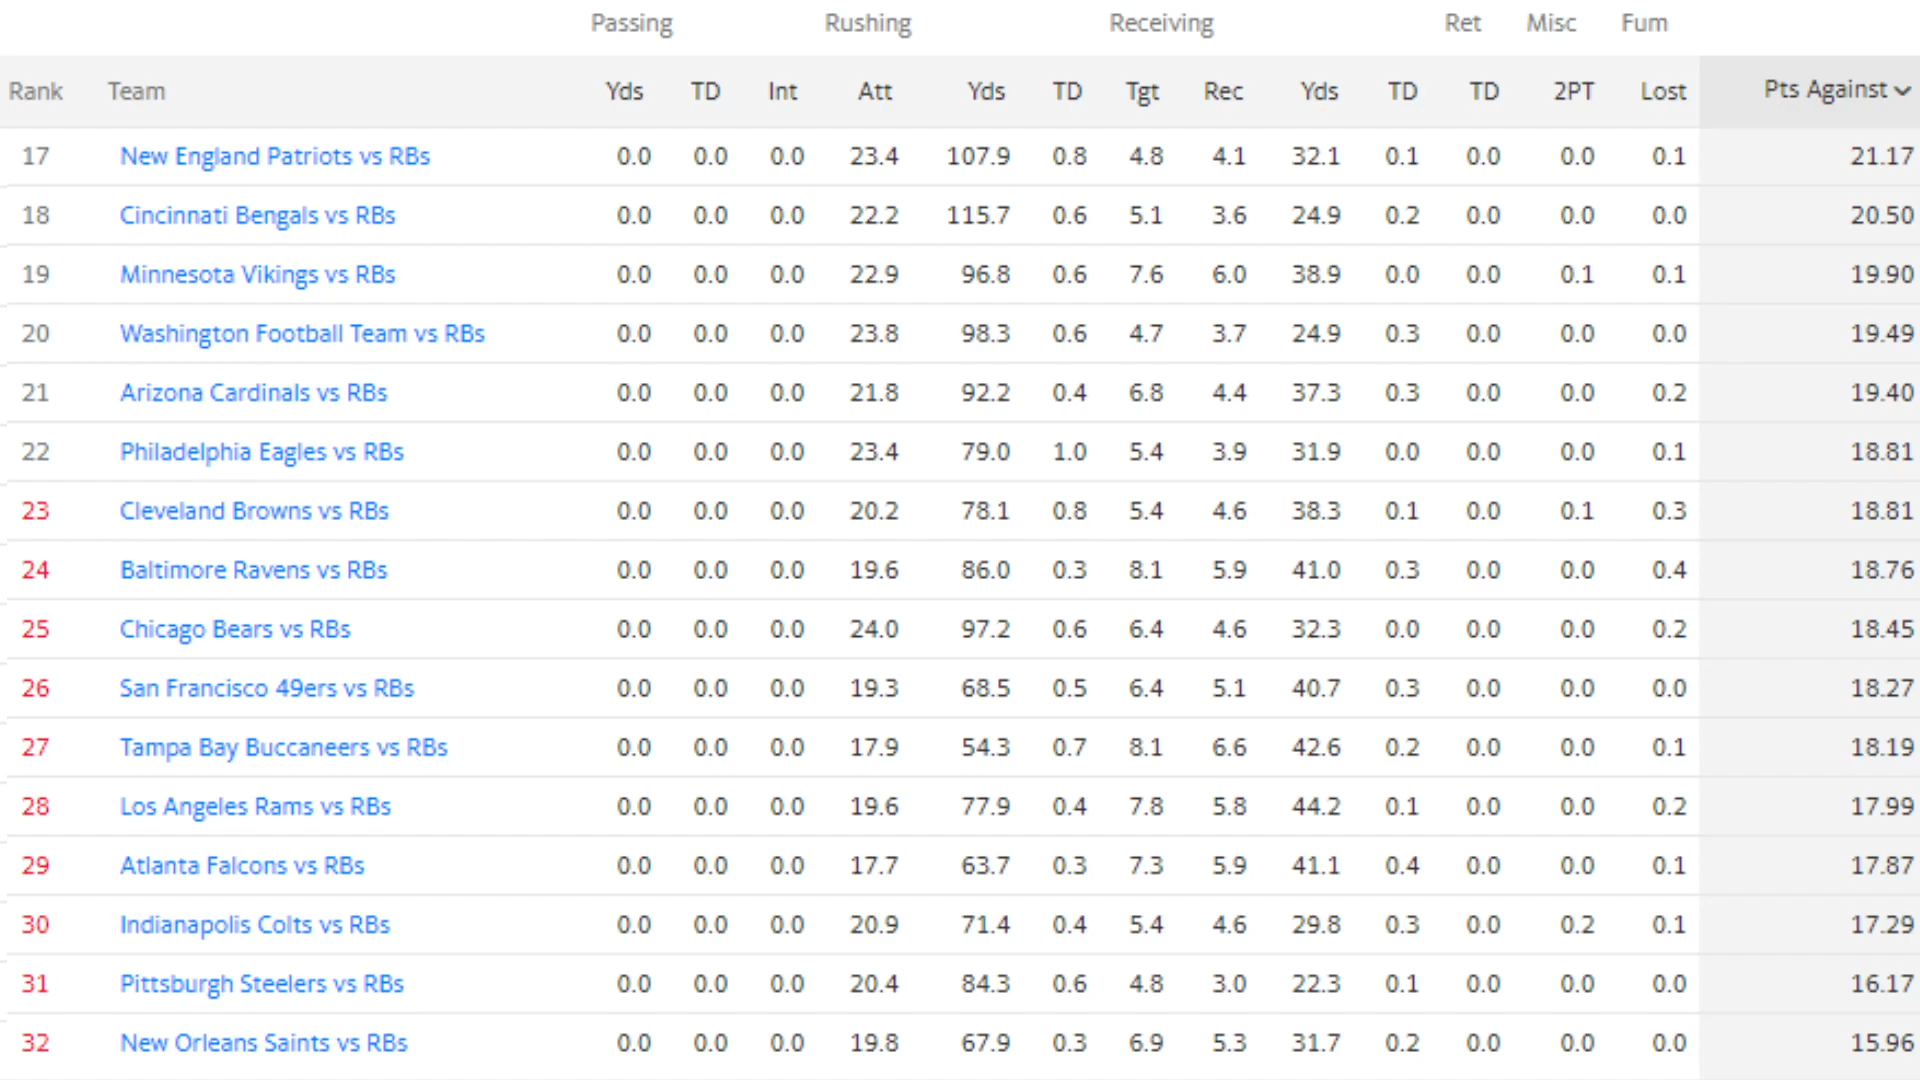 Passing Rushing Receiving Ret Misc Fum
Rank Team Yds TD Int Att Yds TD Tgt Rec Yds TD TD 2PT Lost Pts Against
17 New England Patriots vs RBs 0.0 0.0 0.0 23.4 107.9 0.8 4.8 4.1 32.1 0.1 0.0 0.0 0.1 21.17
18 Cincinnati Bengals vs RBs 0.0 0.0 0.0 22.2 115.7 0.6 5.1 3.6 24.9 0.2 0.0 0.0 0.0 20.50
19 Minnesota Vikings vs RBs 0.0 0.0 0.0 22.9 96.8 0.6 7.6 6.0 38.9 0.0 0.0 0.1 0.1 19.90
20 Washington Football Team vs RBs 0.0 0.0 0.0 23.8 98.3 0.6 4.7 3.7 24.9 0.3 0.0 0.0 0.0 19.49
21 Arizona Cardinals vs RBs 0.0 0.0 0.0 21.8 92.2 0.4 6.8 4.4 37.3 0.3 0.0 0.0 0.2 19.40
22 Philadelphia Eagles vs RBs 0.0 0.0 0.0 23.4 79.0 1.0 5.4 3.9 31.9 0.0 0.0 0.0 0.1 18.81
23 Cleveland Browns vs RBs 0.0 0.0 0.0 20.2 78.1 0.8 5.4 4.6 38.3 0.1 0.0 0.1 0.3 18.81
24 Baltimore Ravens vs RBs 0.0 0.0 0.0 19.6 86.0 0.3 8.1 5.9 41.0 0.3 0.0 0.0 0.4 18.76
25 Chicago Bears vs RBs 0.0 0.0 0.0 24.0 97.2 0.6 6.4 4.6 32.3 0.0 0.0 0.0 0.2 18.45
26 San Francisco 49ers vs RBs 0.0 0.0 0.0 19.3 68.5 0.5 6.4 5.1 40.7 0.3 0.0 0.0 0.0 18.27
27 Tampa Bay Buccaneers vs RBs 0.0 0.0 0.0 17.9 54.3 0.7 8.1 6.6 42.6 0.2 0.0 0.0 0.1 18.19
28 Los Angeles Rams vs RBs 0.0 0.0 0.0 19.6 77.9 0.4 7.8 5.8 44.2 0.1 0.0 0.0 0.2 17.99
29 Atlanta Falcons vs RBs 0.0 0.0 0.0 17.7 63.7 0.3 7.3 5.9 41.1 0.4 0.0 0.0 0.1 17.87
30 Indianapolis Colts vs RBs 0.0 0.0 0.0 20.9 71.4 0.4 5.4 4.6 29.8 0.3 0.0 0.2 0.1 17.29
31 Pittsburgh Steelers vs RBs 0.0 0.0 0.0 20.4 84.3 0.6 4.8 3.0 22.3 0.1 0.0 0.0 0.0 16.17
32 New Orleans Saints vs RBs 0.0 0.0 0.0 19.8 67.9 0.3 6.9 5.3 31.7 0.2 0.0 0.0 0.0 15.96